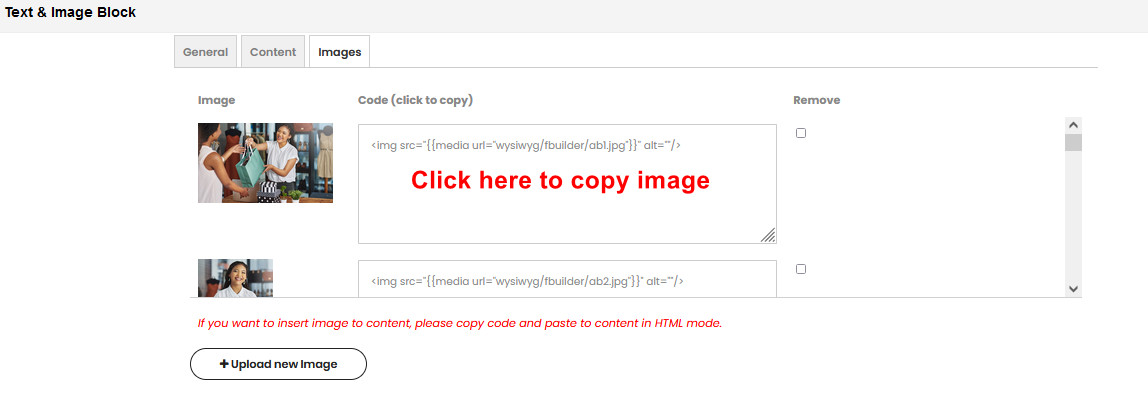 Text & Image Block
General Content Images
Image Code (click to copy) Remove
<img src="{{media url="wysiwyg/fbuilder/ab1.jpg"}}" alt=""/>
Click here to copy image
<img src="{{media url="wysiwyg/fbuilder/ab2.jpg"}}" alt=""/>
If you want to insert image to content, please copy code and paste to content in HTML mode.
+ Upload new Image